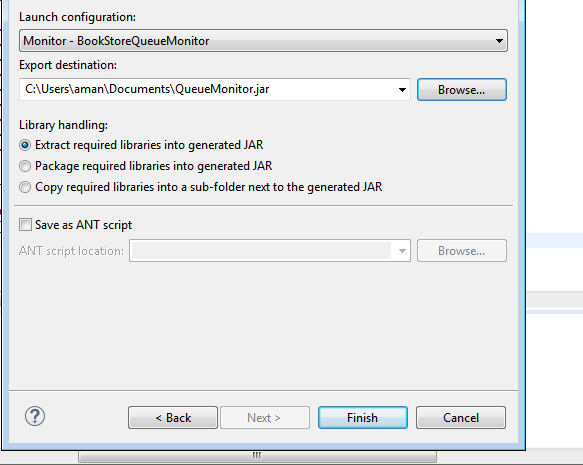 Launch configuration:
Monitor - BookStoreQueueMonitor
Export destination:
C:\Users\aman\Documents\QueueMonitor.jar
Browse...
Library handling:
Extract required libraries into generated JAR
Package required libraries into generated JAR
Copy required libraries into a sub-folder next to the generated JAR
Save as ANT script
ANT script location:
Browse...
?
< Back
Next >
Finish
Cancel